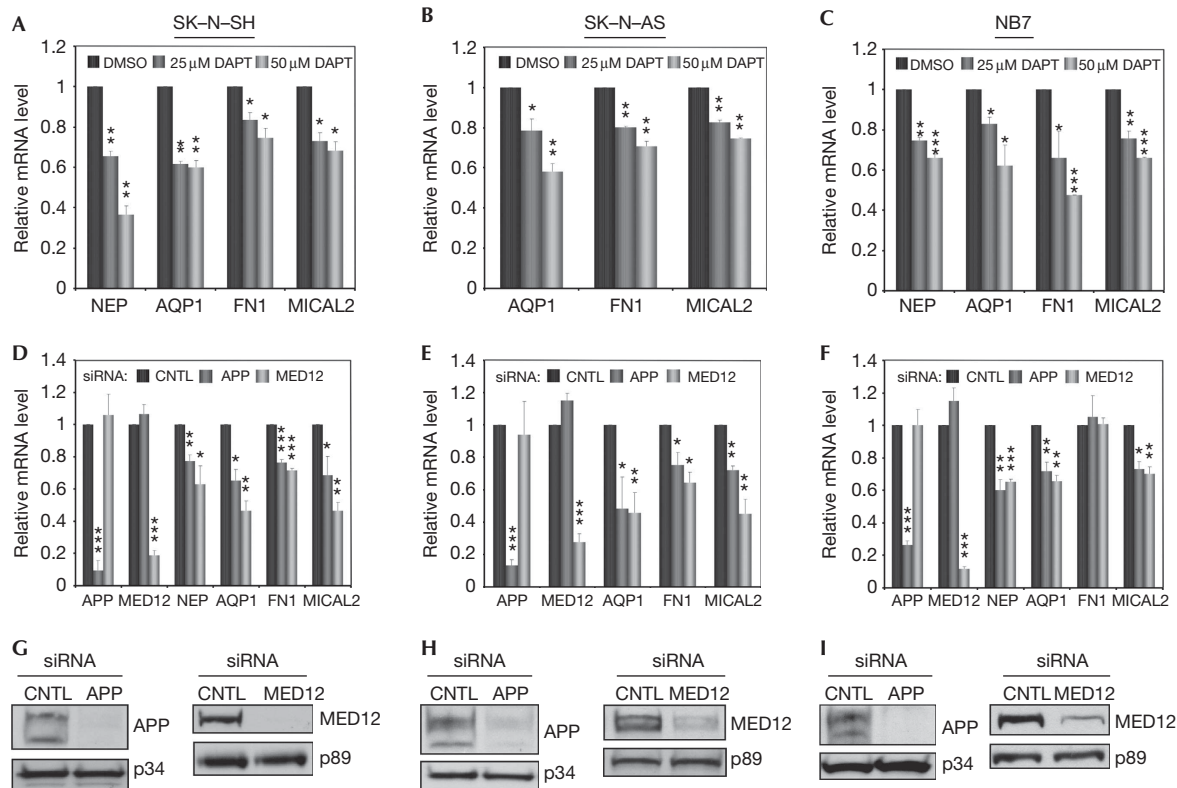 A
SK–N–SH
1.2
DMSO 25 μM DAPT 50 μM DAPT
1
0.8
0.6
0.4
0.2
0
Relative mRNA level
** ** ** ** * * * *
NEP AQP1 FN1 MICAL2
B
SK–N–AS
1.2
DMSO 25 μM DAPT 50 μM DAPT
1
0.8
0.6
0.4
0.2
0
Relative mRNA level
* ** ** ** ** **
AQP1 FN1 MICAL2
C
NB7
1.2
DMSO 25 μM DAPT 50 μM DAPT
1
0.8
0.6
0.4
0.2
0
Relative mRNA level
** *** * * * *** ** ***
NEP AQP1 FN1 MICAL2
D
1.4
siRNA: CNTL APP MED12
1.2
1
0.8
0.6
0.4
0.2
0
Relative mRNA level
*** *** ** * * ** *** *** * **
APP MED12 NEP AQP1 FN1 MICAL2
E
1.4
siRNA: CNTL APP MED12
1.2
1
0.8
0.6
0.4
0.2
0
Relative mRNA level
*** *** * ** * * ** **
APP MED12 AQP1 FN1 MICAL2
F
1.4
siRNA: CNTL APP MED12
1.2
1
0.8
0.6
0.4
0.2
0
Relative mRNA level
*** *** ** *** ** ** * **
APP MED12 NEP AQP1 FN1 MICAL2
G
siRNA
CNTL APP
APP
p34
siRNA
CNTL MED12
MED12
p89
H
siRNA
CNTL APP
APP
p34
siRNA
CNTL MED12
MED12
p89
I
siRNA
CNTL APP
APP
p34
siRNA
CNTL MED12
MED12
p89